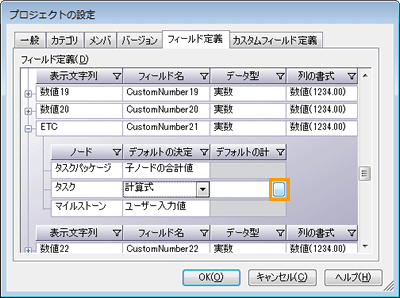 プロジェクトの設定
一般 カテゴリ メンバ バージョン フィールド定義 カスタムフィールド定義
フィールド定義(D)
表示文字列 フィールド名 データ型 列の書式
数値19 CustomNumber19 実数 数値(1234.00)
数値20 CustomNumber20 実数 数値(1234.00)
ETC CustomNumber21 実数 数値(1234.00)
ノード デフォルトの決定 デフォルトの計
タスクパッケージ 子ノードの合計値
タスク 計算式
マイルストーン ユーザー入力値
表示文字列 フィールド名 データ型 列の書式
数値22 CustomNumber22 実数 数値(1234.00)
OK(O) キャンセル(C) ヘルプ(H)